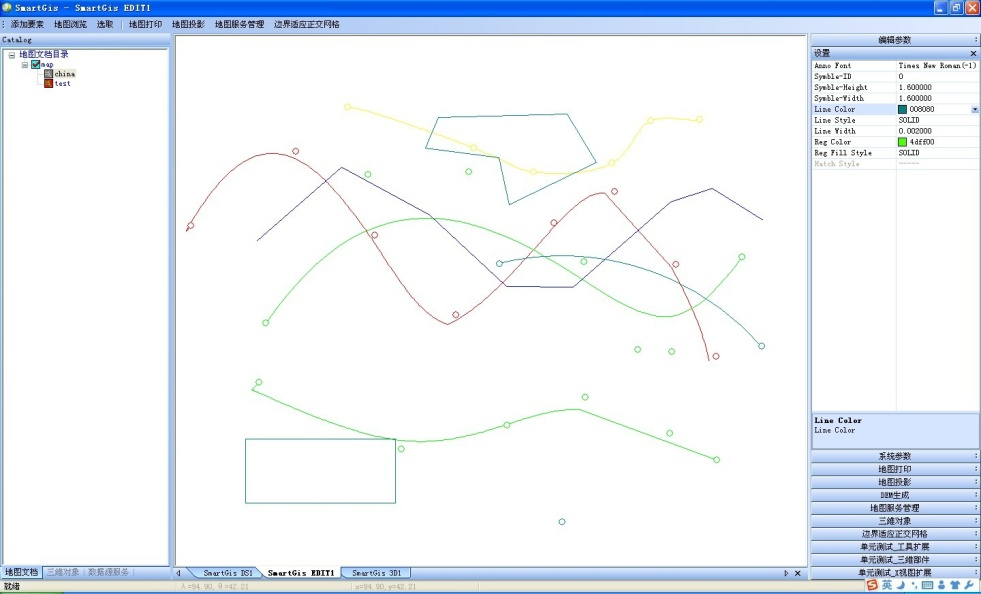 SmartGis - SmartGis EDIT1
添加要素 地图浏览 选取 地图打印 地图投影 地图服务管理 边界适应正交网格
Catalog
地图文档目录
map
china
test
地图文档 三维对象 数据源服务
SmartGis DS1 SmartGis EDIT1 SmartGis 3D1
编辑参数
设置
Anno Font Times New Roman(-1)
Symble-ID 0
Symble-Height 1.600000
Symble-Width 1.600000
Line Color 008080
Line Style SOLID
Line Width 0.002000
Reg Color 4dff00
Reg Fill Style SOLID
Hatch Style -----
Line Color
Line Color
系统参数
地图打印
地图投影
DEM生成
地图服务管理
三维对象
边界适应正交网格
单元测试_工具扩展
单元测试_三维部件
单元测试_X视图扩展
就绪
λ=94.90, θ=42.21 x=94.90, y=42.21
英